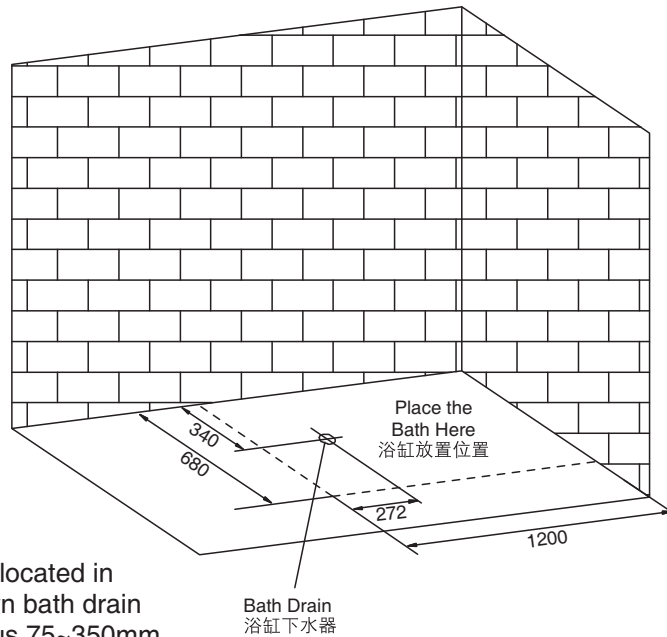 Place the
Bath Here
浴缸放置位置
340
680
272
1200
located in
bath drain
75~350mm
Bath Drain
浴缸下水器